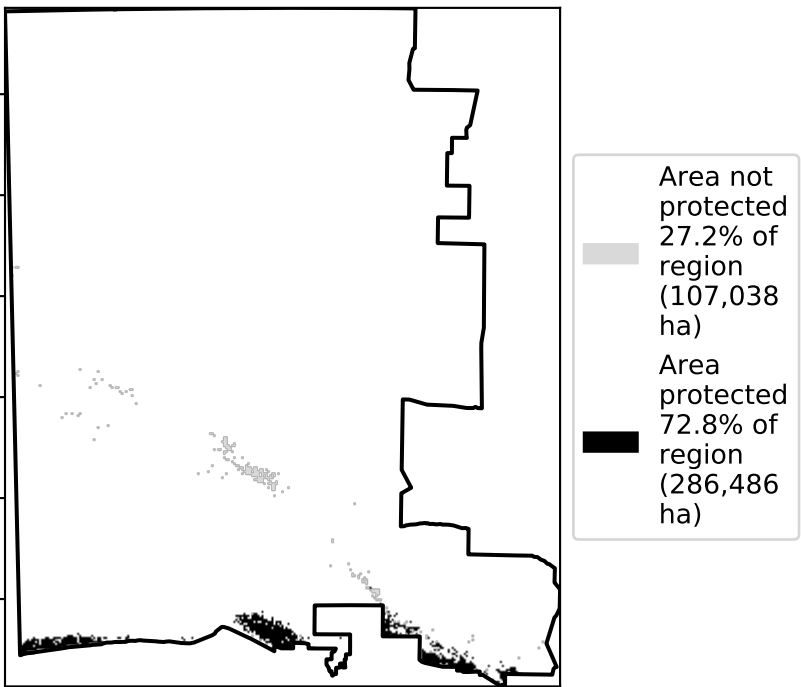 Area not
protected
27.2% of
region
(107,038
ha)
Area
protected
72.8% of
region
(286,486
ha)